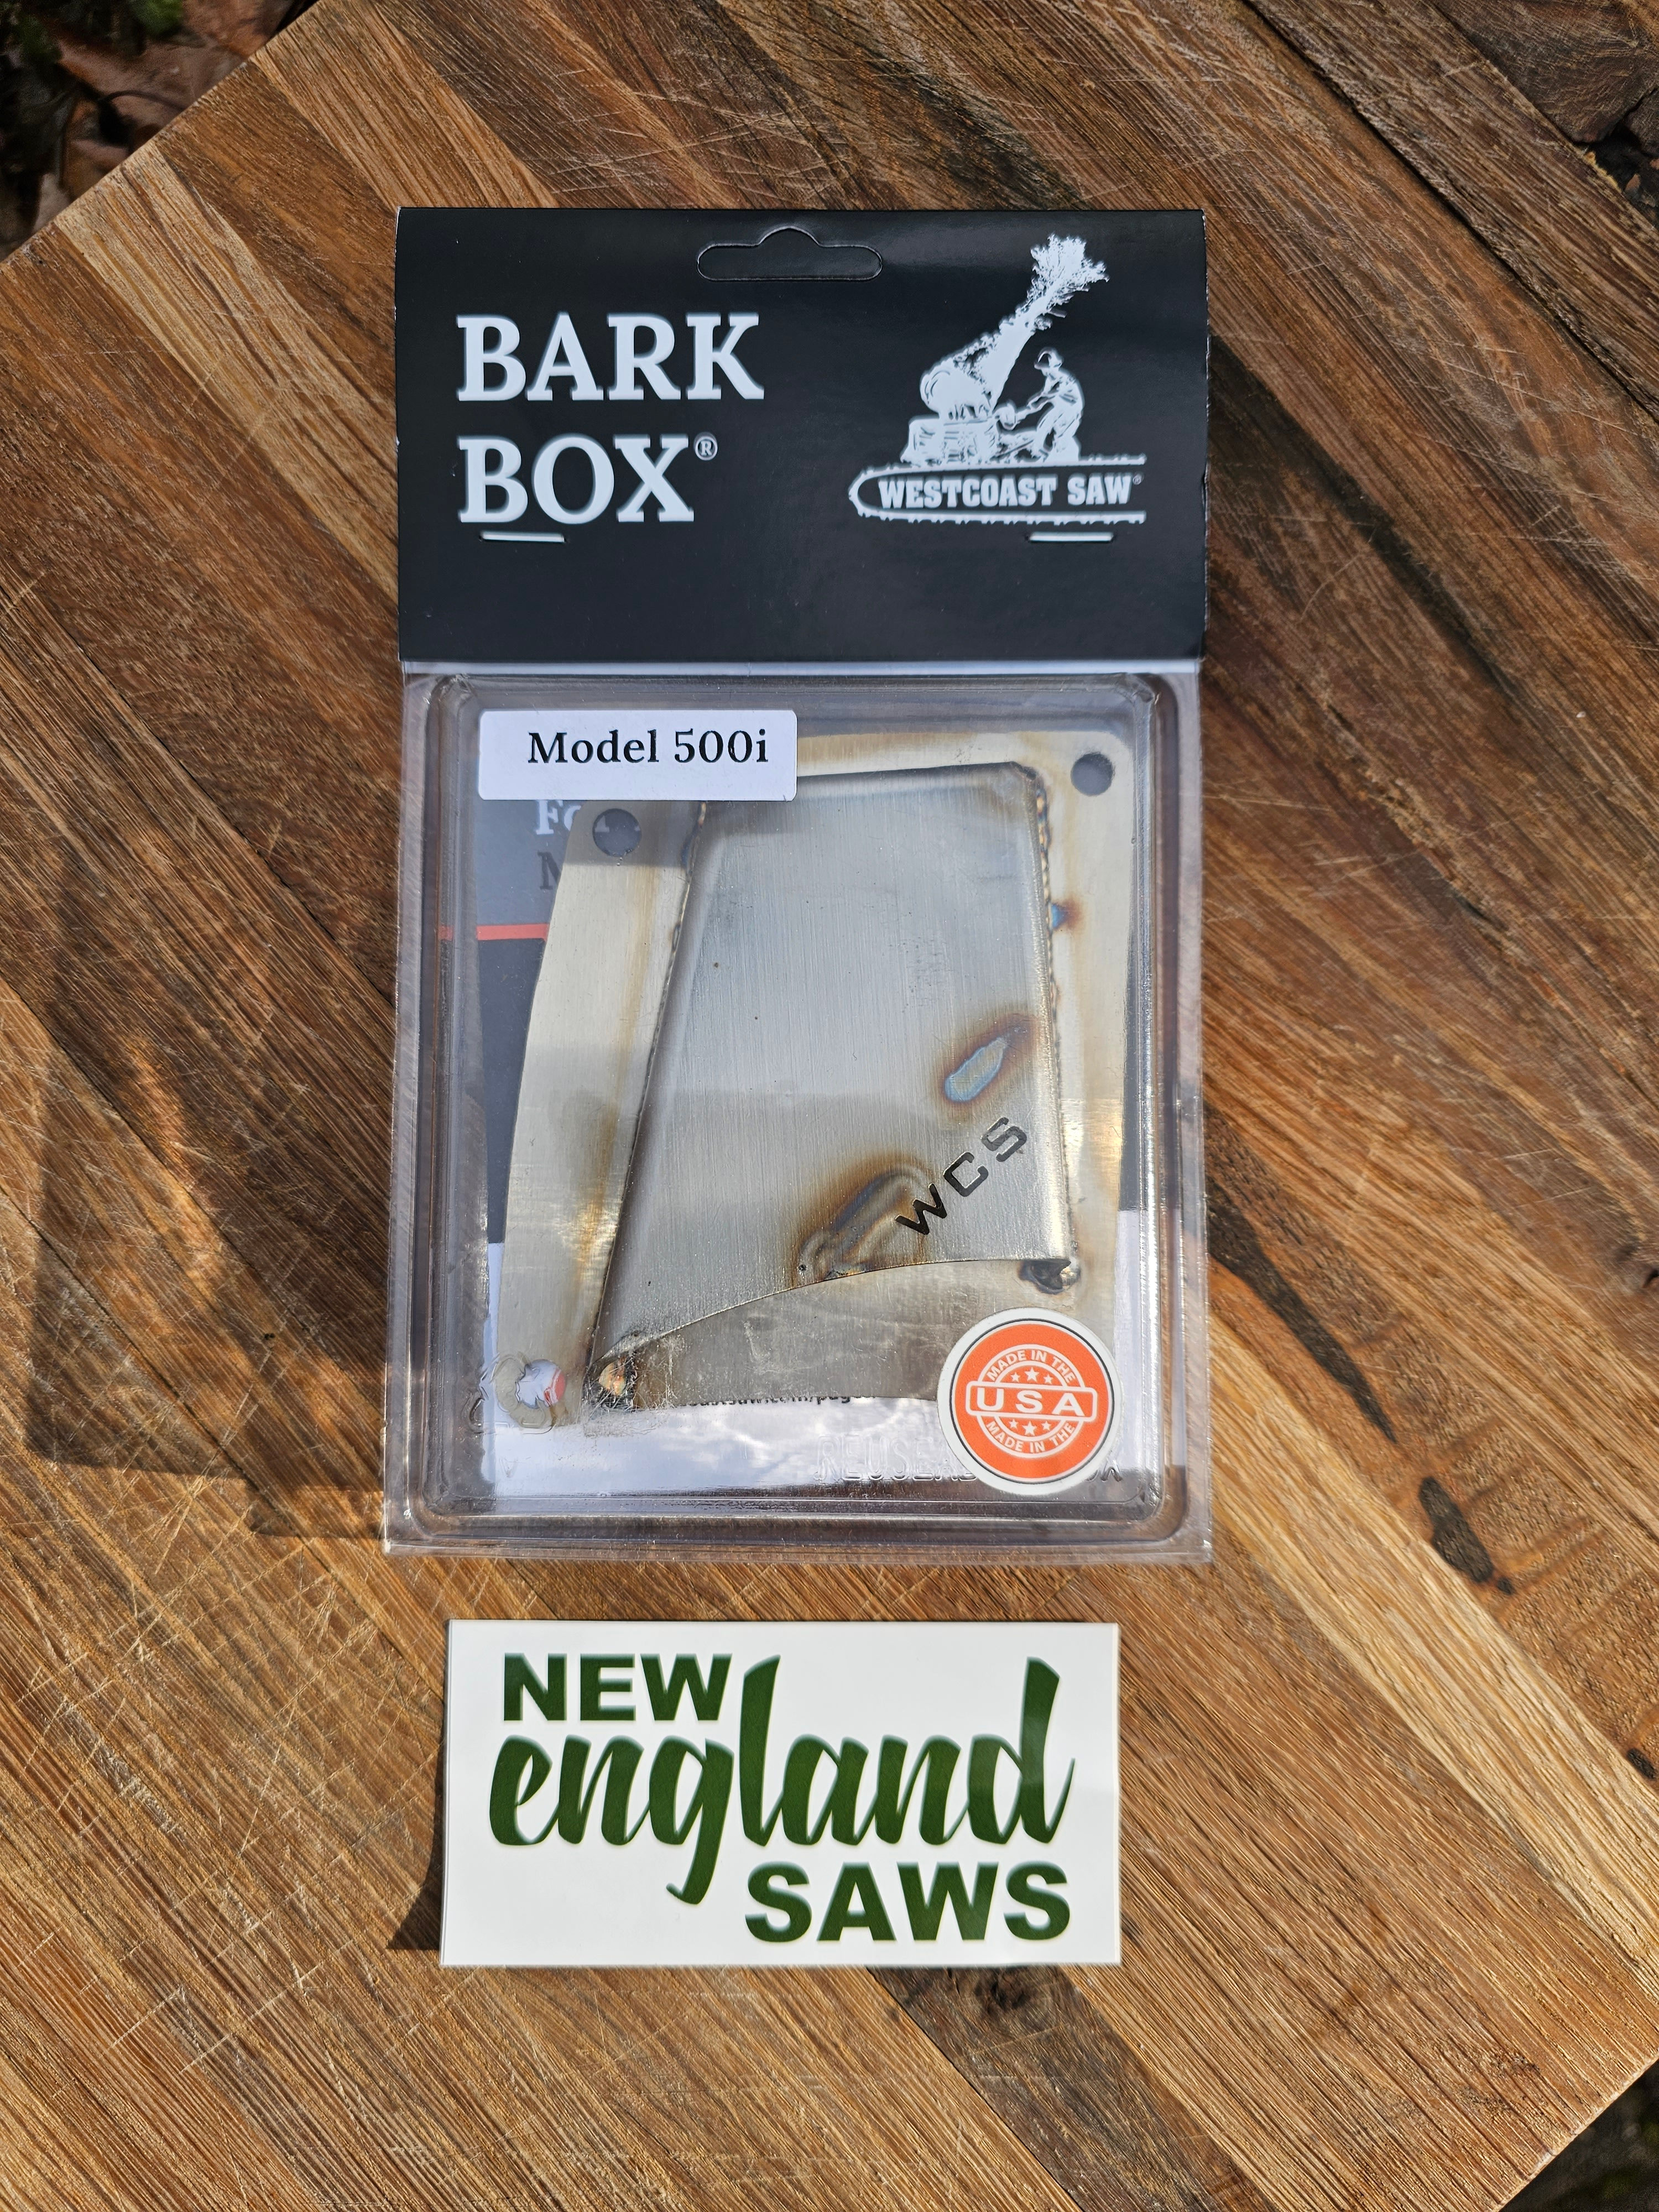 BARK
BOX®
WESTCOAST SAW®
Model 500i
WCS
MADE IN THE
USA
MADE IN THE
NEW
england
SAWS